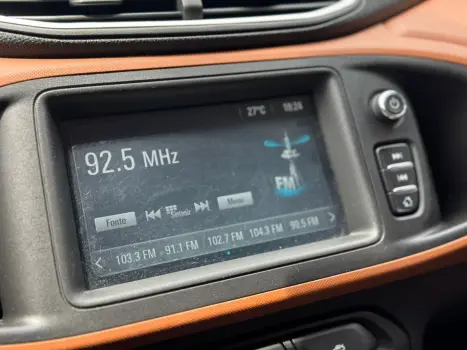 27°C 18:24
92.5 MHz
FM
Fonte Sintonia Menu
103.3 FM 91.1 FM 102.7 FM 104.3 FM 99.5 FM